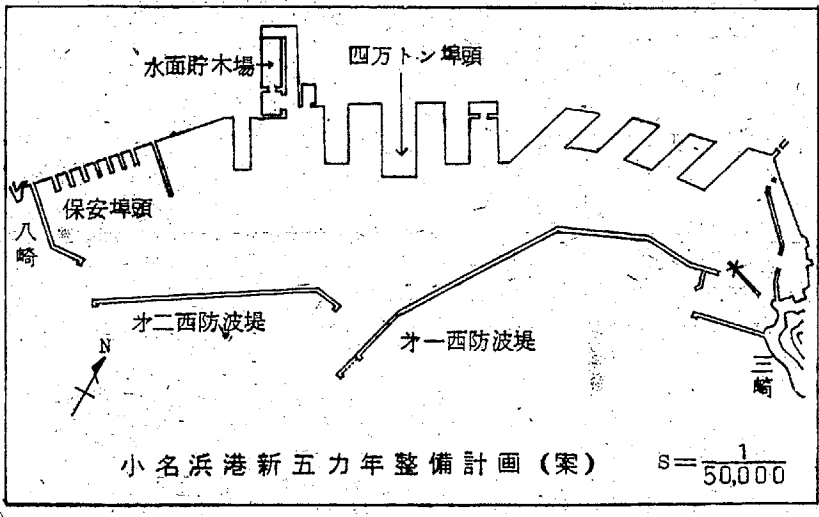 水面貯木場
四万トン埠頭
保安埠頭
八崎
才二西防波堤
才一西防波堤
三崎
N
小名浜港新五カ年整備計画(案)
S=1/50,000